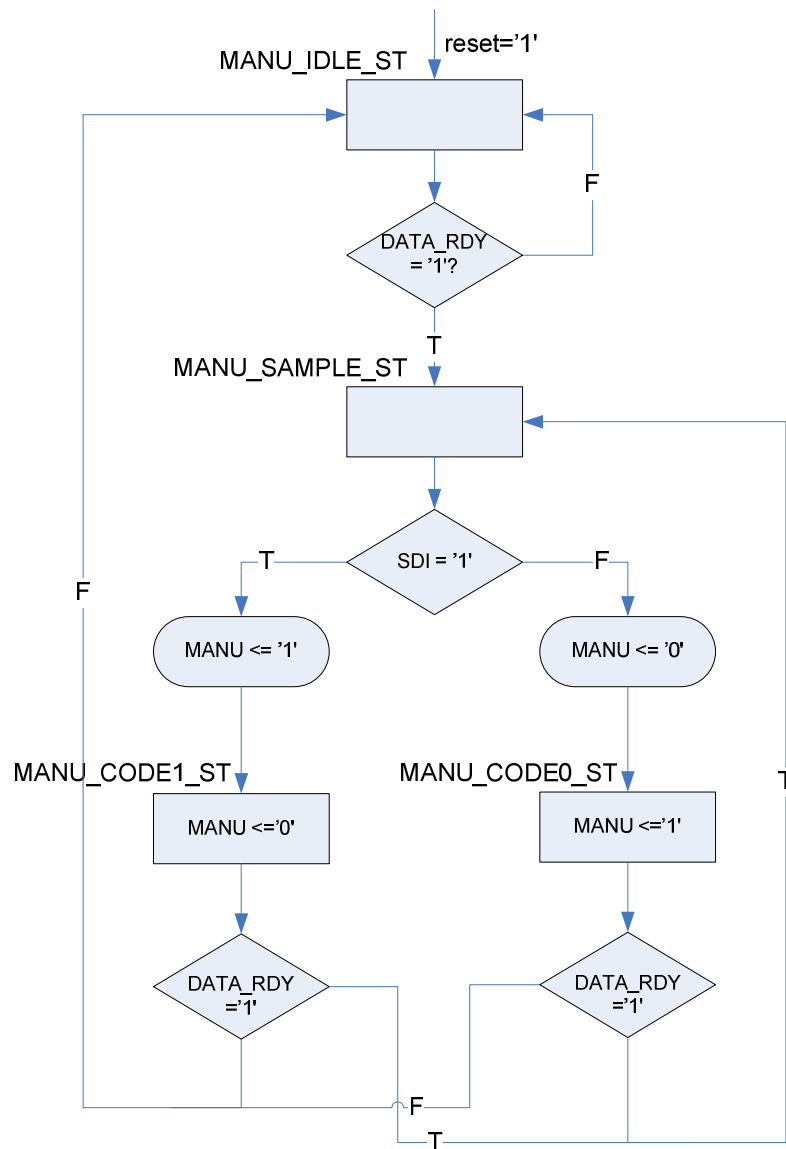 reset='1'
MANU_IDLE_ST
F
DATA_RDY
= '1'?
T
MANU_SAMPLE_ST
SDI = '1'
T
F
F
MANU <= '1'
MANU <= '0'
MANU_CODE1_ST
MANU_CODE0_ST
T
MANU <='0'
MANU <='1'
DATA_RDY
='1'
DATA_RDY
='1'
F
T